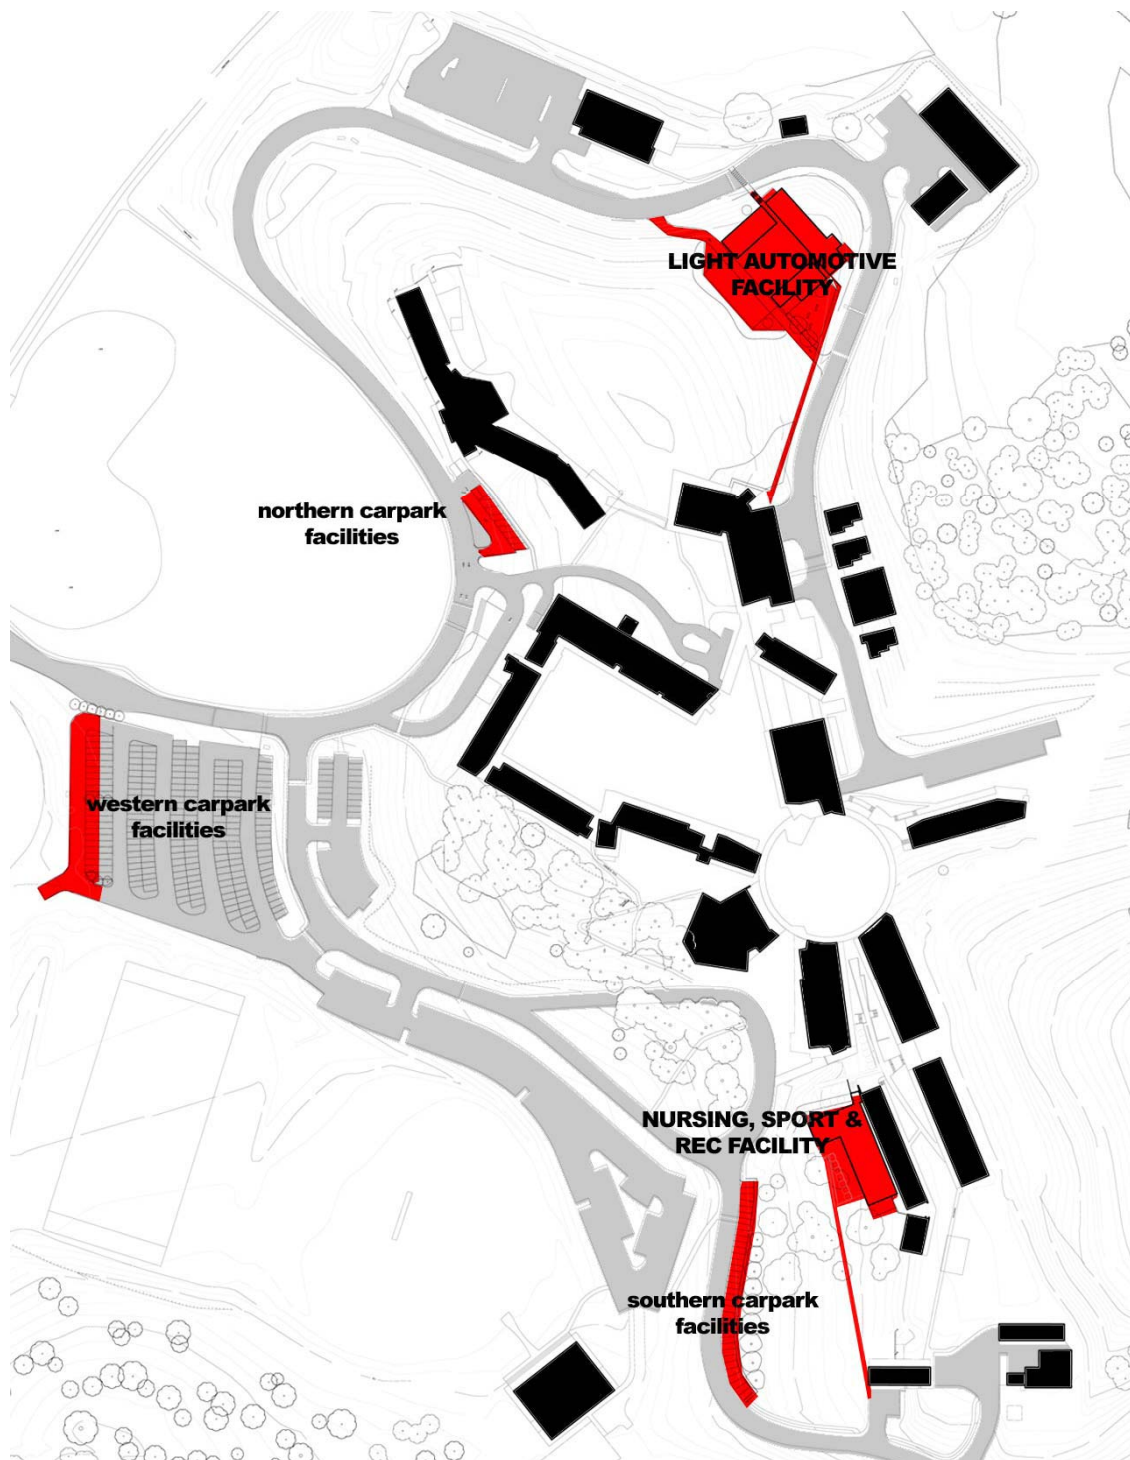 LIGHT AUTOMOTIVE
FACILITY
northern carpark
facilities
western carpark
facilities
NURSING, SPORT &
REC FACILITY
southern carpark
facilities